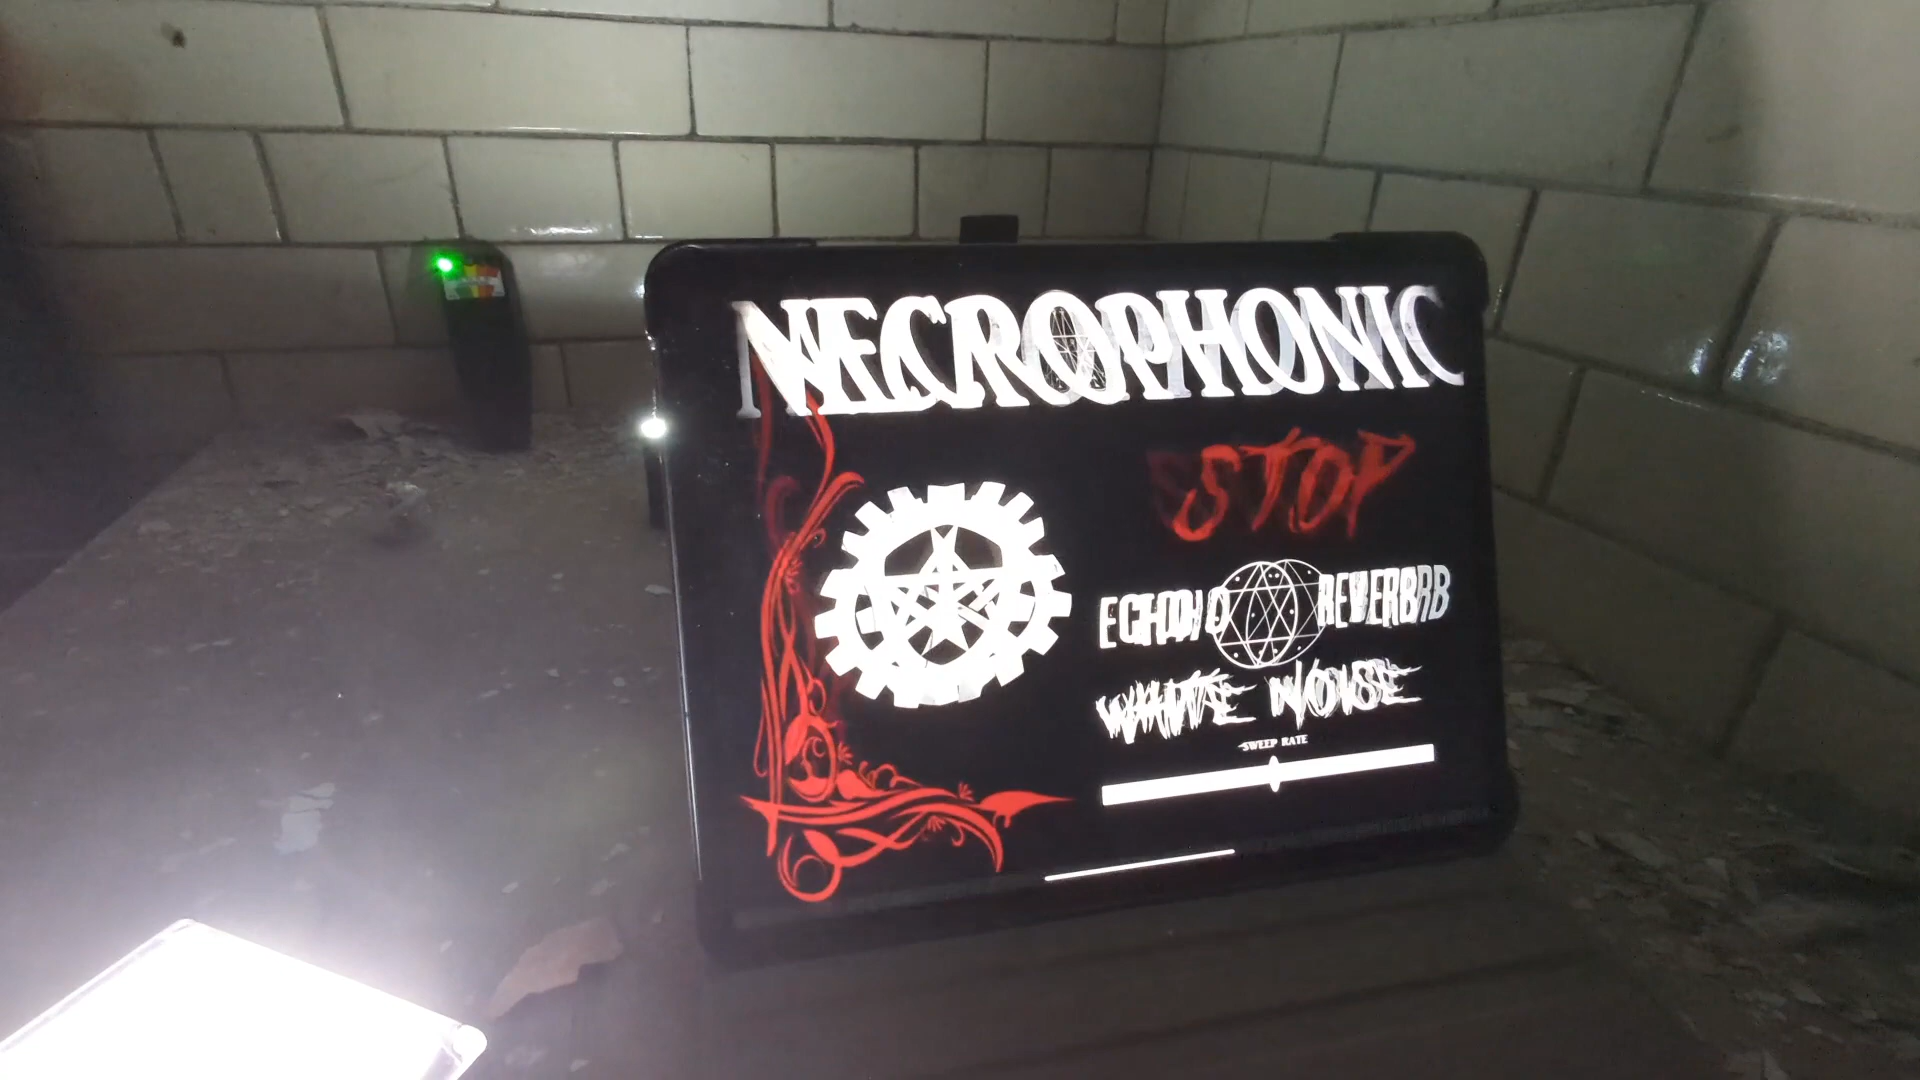 NECROPHONIC
STOP
ECHO REVERB
WHITE NOISE
SWEEP RATE